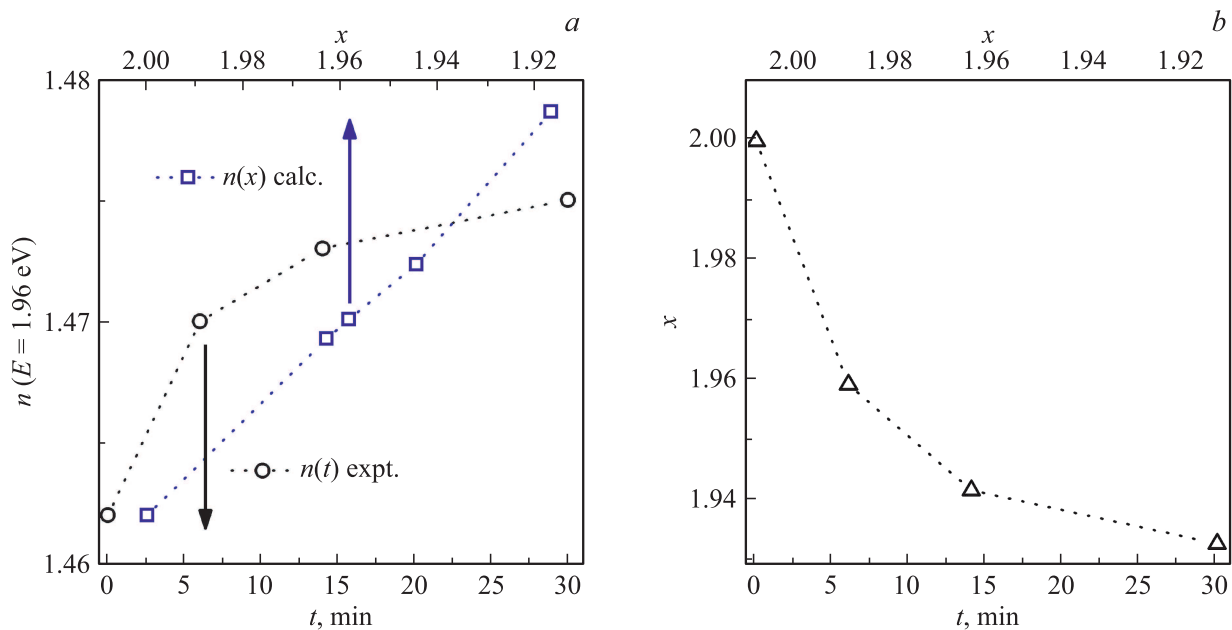 a
x
2.00 1.98 1.96 1.94 1.92
1.48
1.47
1.46
n (E = 1.96 eV)
n(x) calc.
n(t) expt.
0 5 10 15 20 25 30
t, min
b
x
2.00 1.98 1.96 1.94 1.92
2.00
1.98
1.96
1.94
x
0 5 10 15 20 25 30
t, min